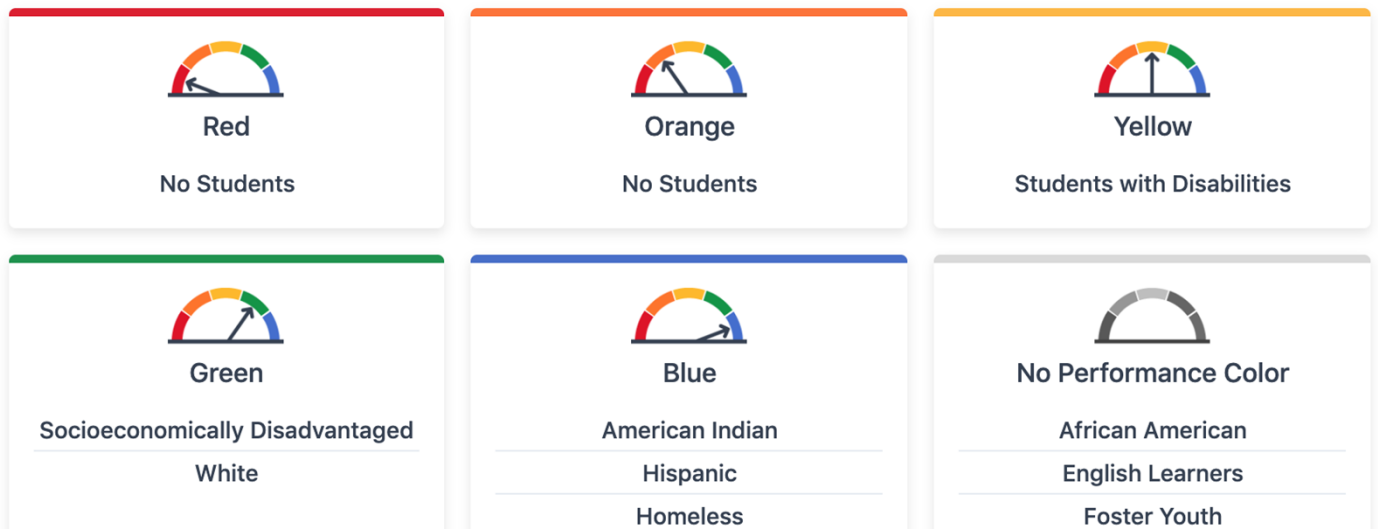 Red
No Students
Orange
No Students
Yellow
Students with Disabilities
Green
Socioeconomically Disadvantaged
White
Blue
American Indian
Hispanic
Homeless
No Performance Color
African American
English Learners
Foster Youth